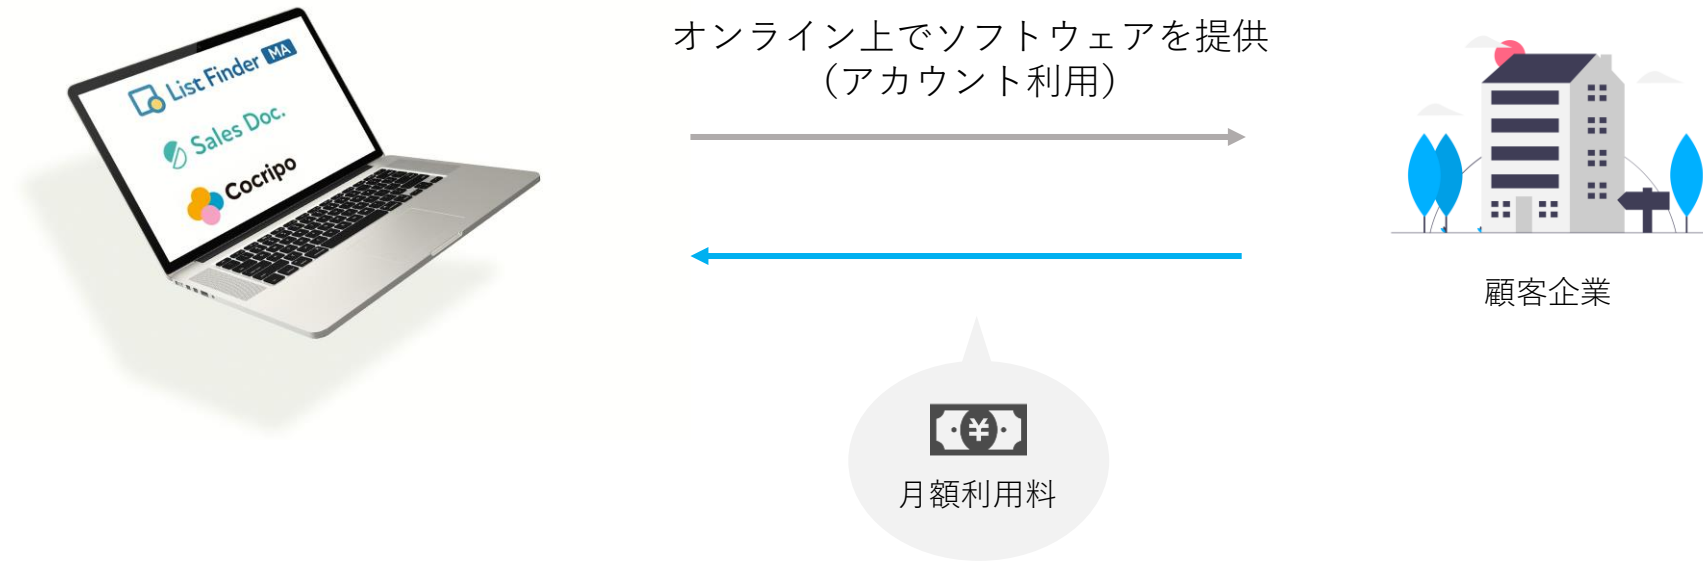 List Finder MA
Sales Doc.
Cocripo
オンライン上でソフトウェアを提供
（アカウント利用）
顧客企業
¥
月額利用料